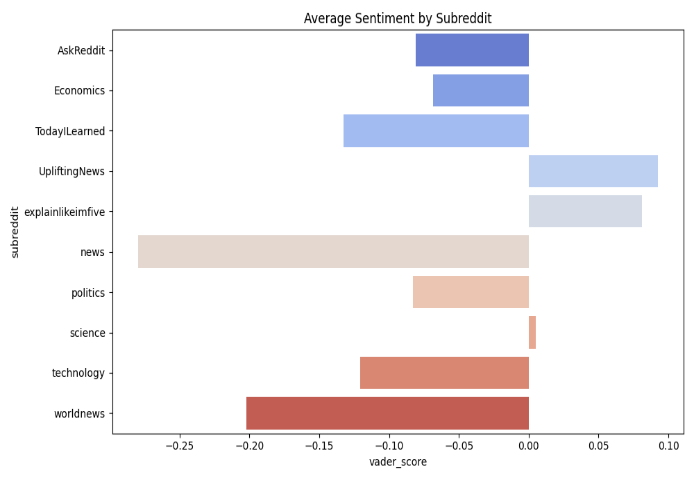 Average Sentiment by Subreddit
AskReddit
Economics
TodayILearned
UpliftingNews
explainlikeimfive
news
politics
science
technology
worldnews
subreddit
−0.25 −0.20 −0.15 −0.10 −0.05 0.00 0.05 0.10
vader_score